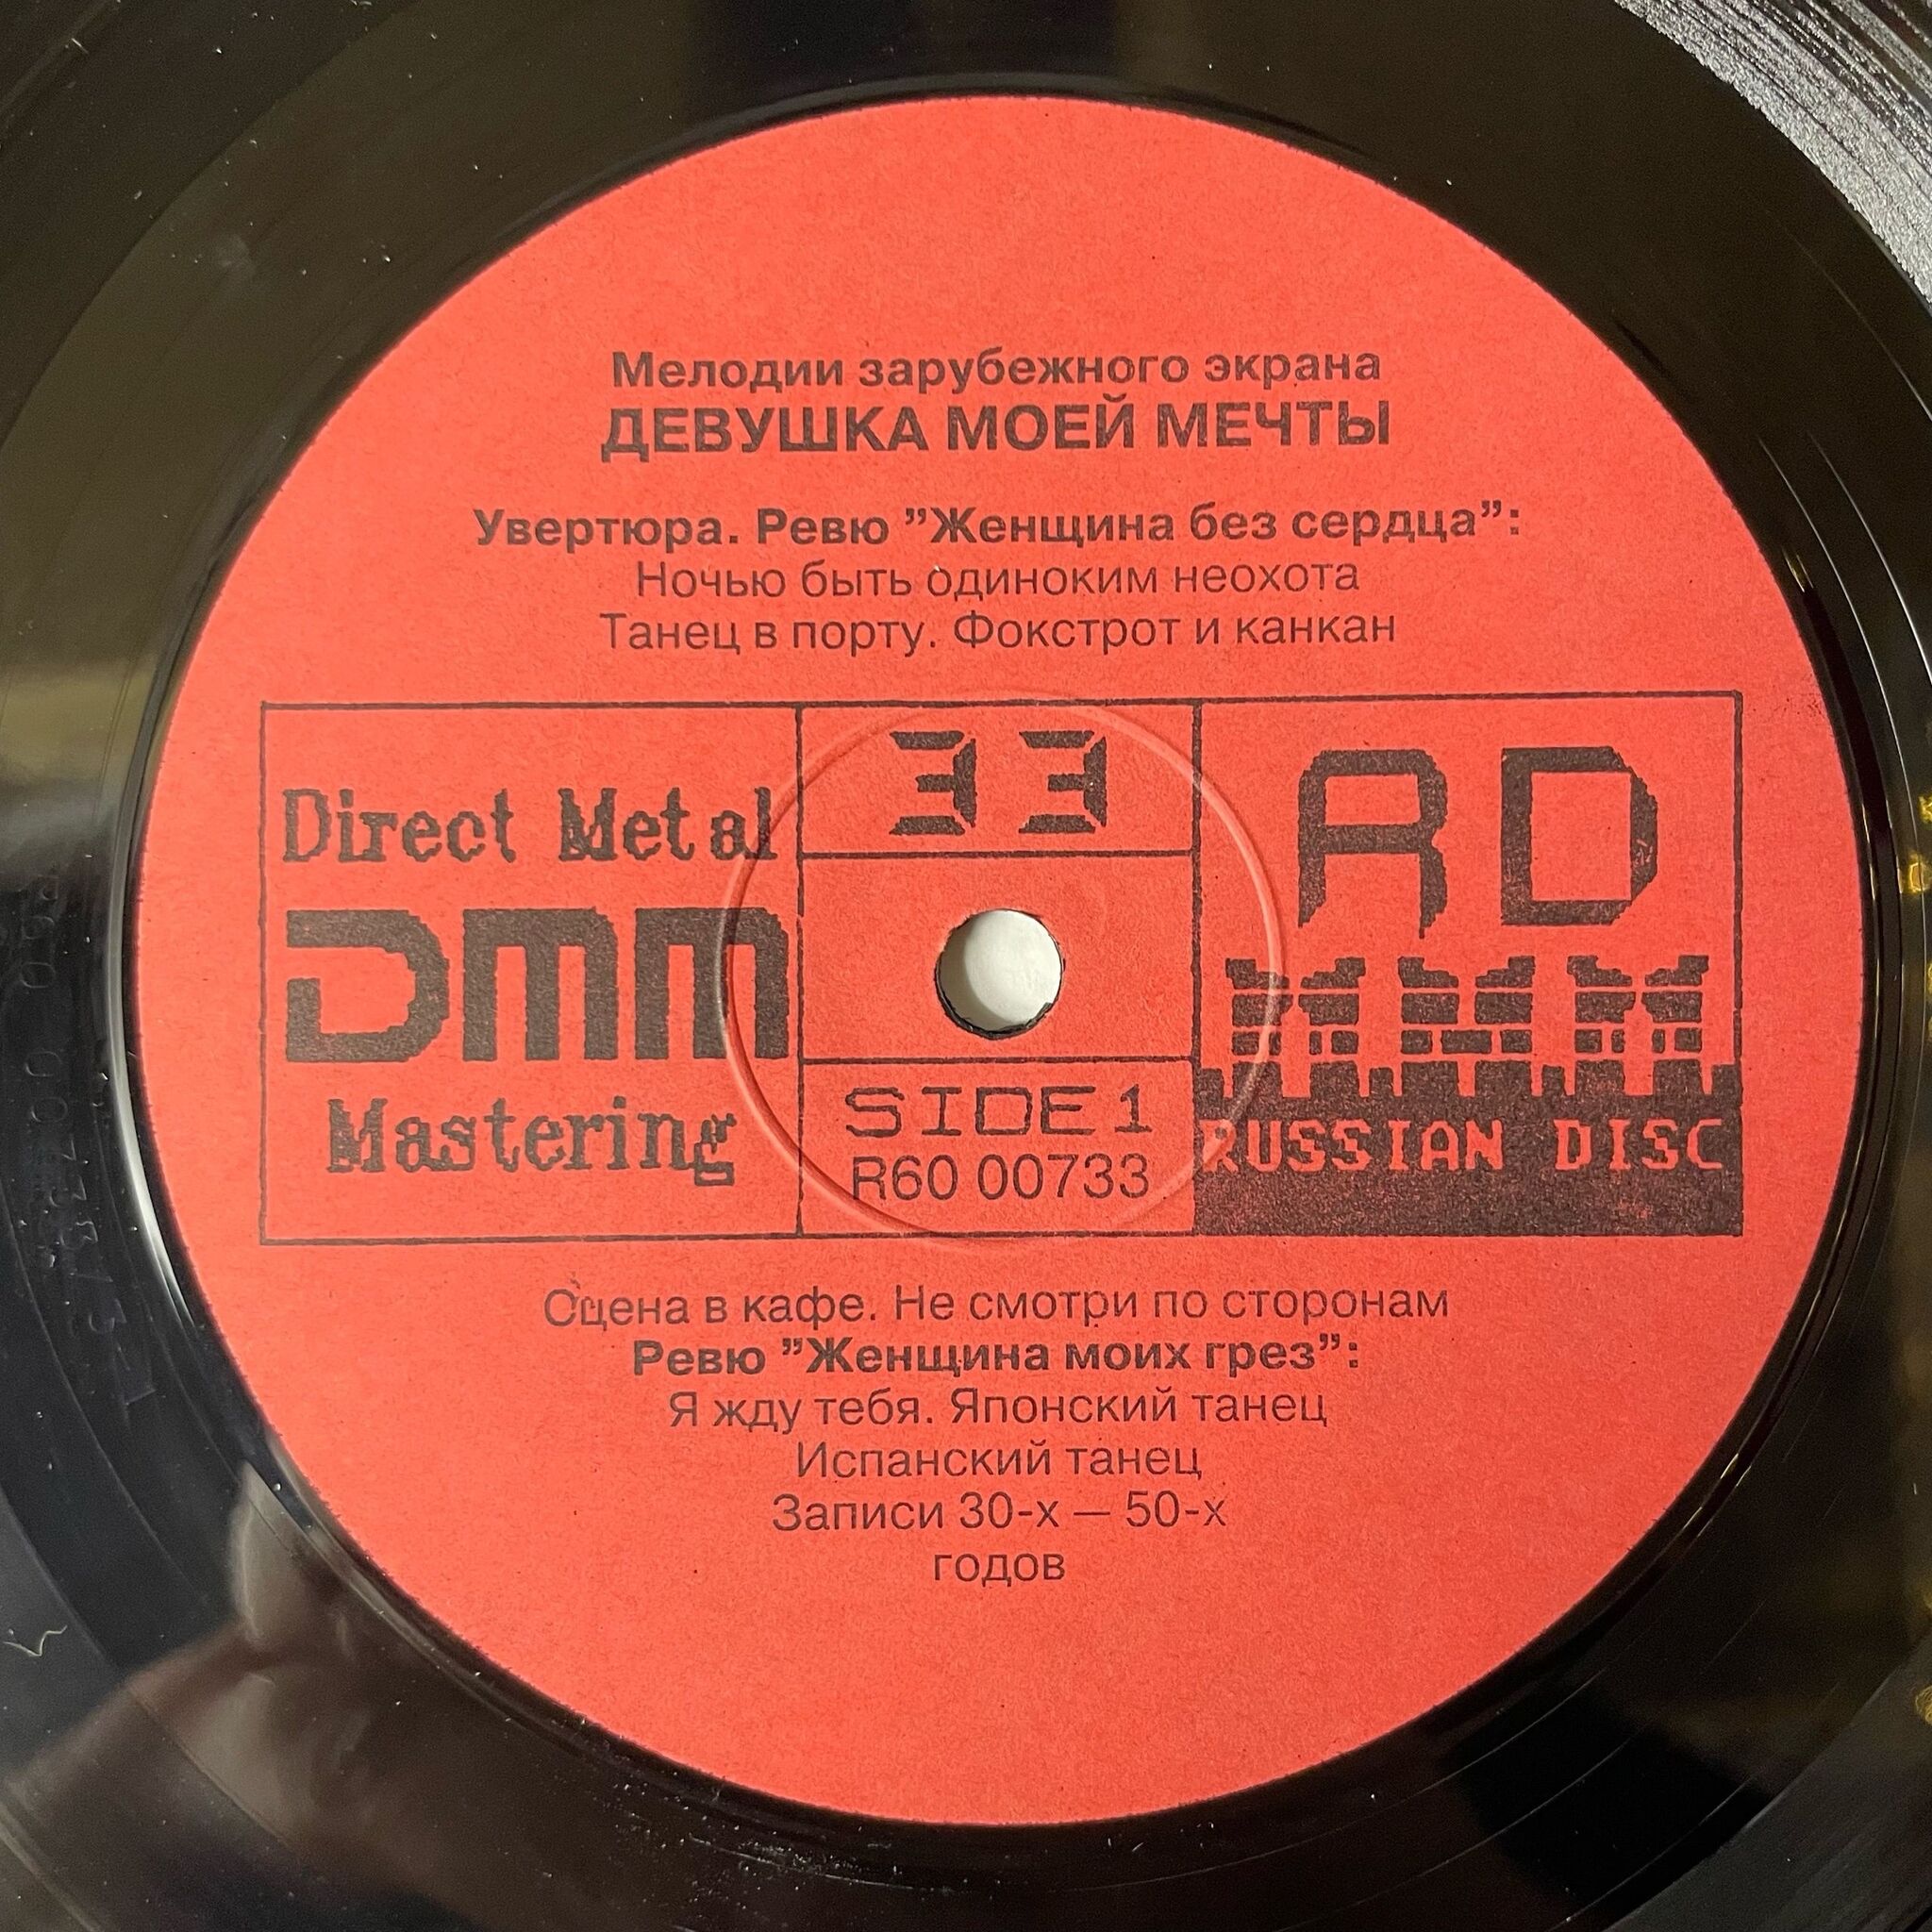 Мелодии зарубежного экрана
ДЕВУШКА МОЕЙ МЕЧТЫ
Увертюра. Ревю ”Женщина без сердца”:
Ночью быть одиноким неохота
Танец в порту. Фокстрот и канкан
Direct Metal
DMM
Mastering
33
SIDE 1
R60 00733
RD
RUSSIAN DISC
Сцена в кафе. Не смотри по сторонам
Ревю ”Женщина моих грез”:
Я жду тебя. Японский танец
Испанский танец
Записи 30-х — 50-х
годов